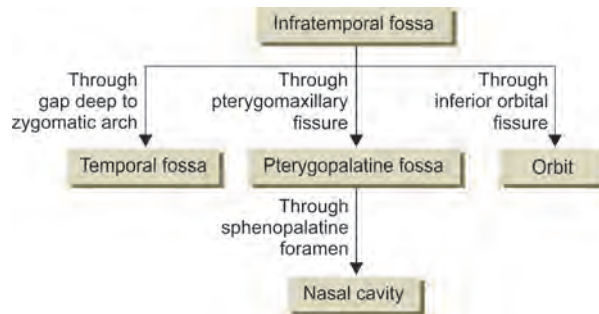 Infratemporal fossa
Through
gap deep to
zygomatic arch
Through
pterygomaxillary
fissure
Through
inferior orbital
fissure
Temporal fossa
Pterygopalatine fossa
Orbit
Through
sphenopalatine
foramen
Nasal cavity